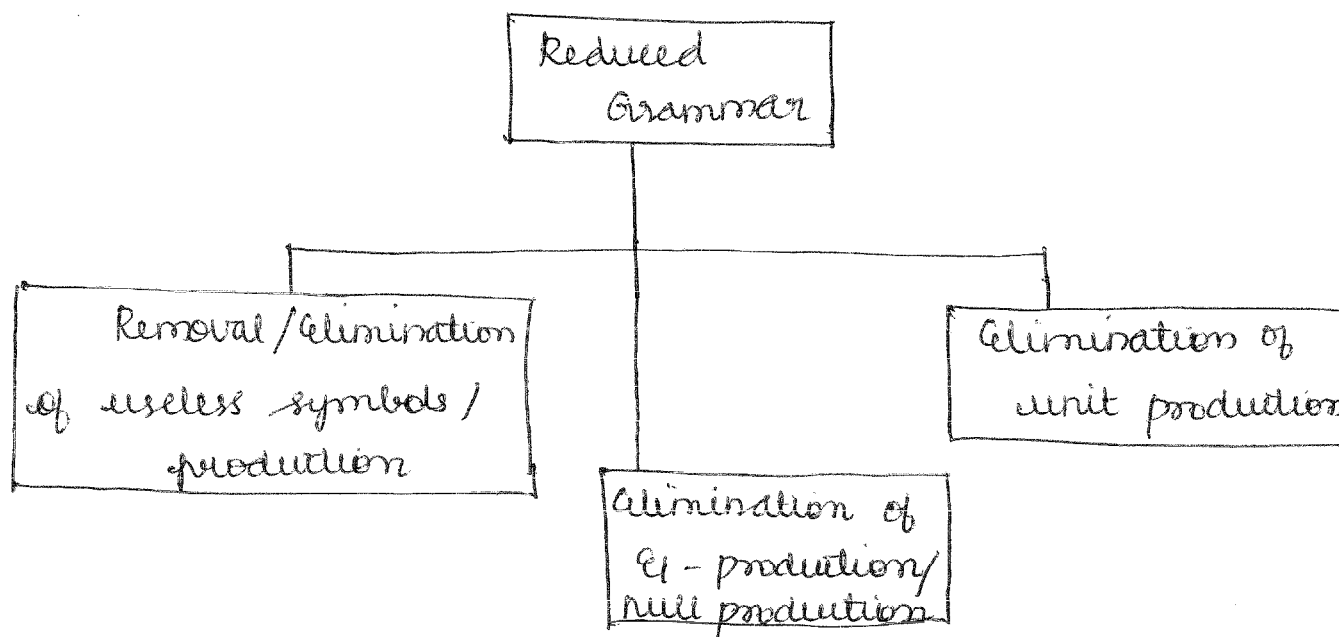 Reduced
Grammar
Removal/Elimination
of useless symbols/
production
Elimination of
unit production
Elimination of
ε - production/
null production